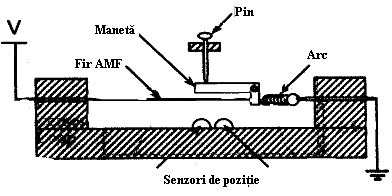 Pin
V
Manetă
Arc
Fir AMF
Senzori de poziție